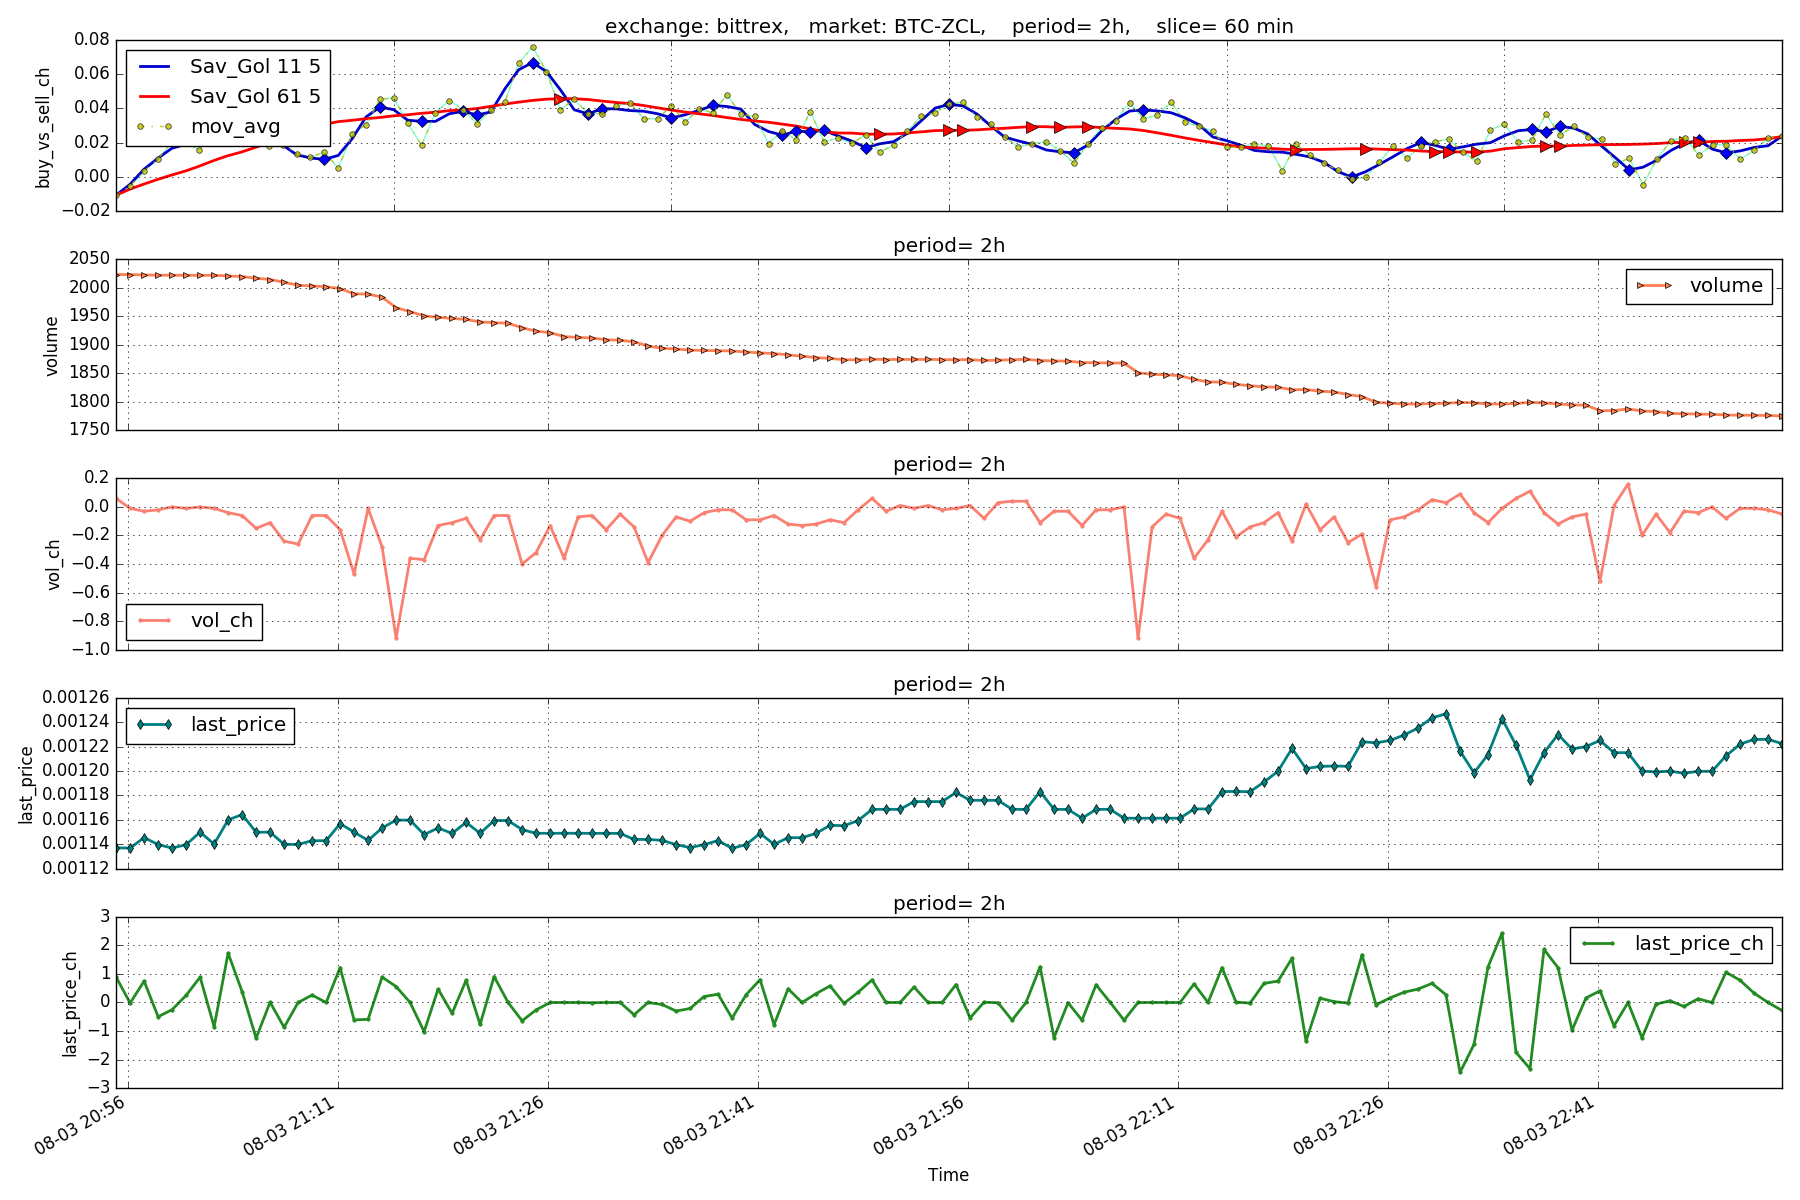 exchange: bittrex,   market: BTC-ZCL,    period= 2h,    slice= 60 min
buy_vs_sell_ch
0.08
0.06
0.04
0.02
0.00
−0.02
Sav_Gol 11 5
Sav_Gol 61 5
mov_avg
period= 2h
volume
2050
2000
1950
1900
1850
1800
1750
volume
period= 2h
vol_ch
0.2
0.0
−0.2
−0.4
−0.6
−0.8
−1.0
vol_ch
period= 2h
last_price
0.00126
0.00124
0.00122
0.00120
0.00118
0.00116
0.00114
0.00112
last_price
period= 2h
last_price_ch
3
2
1
0
−1
−2
−3
last_price_ch
08-03 20:56
08-03 21:11
08-03 21:26
08-03 21:41
08-03 21:56
08-03 22:11
08-03 22:26
08-03 22:41
Time